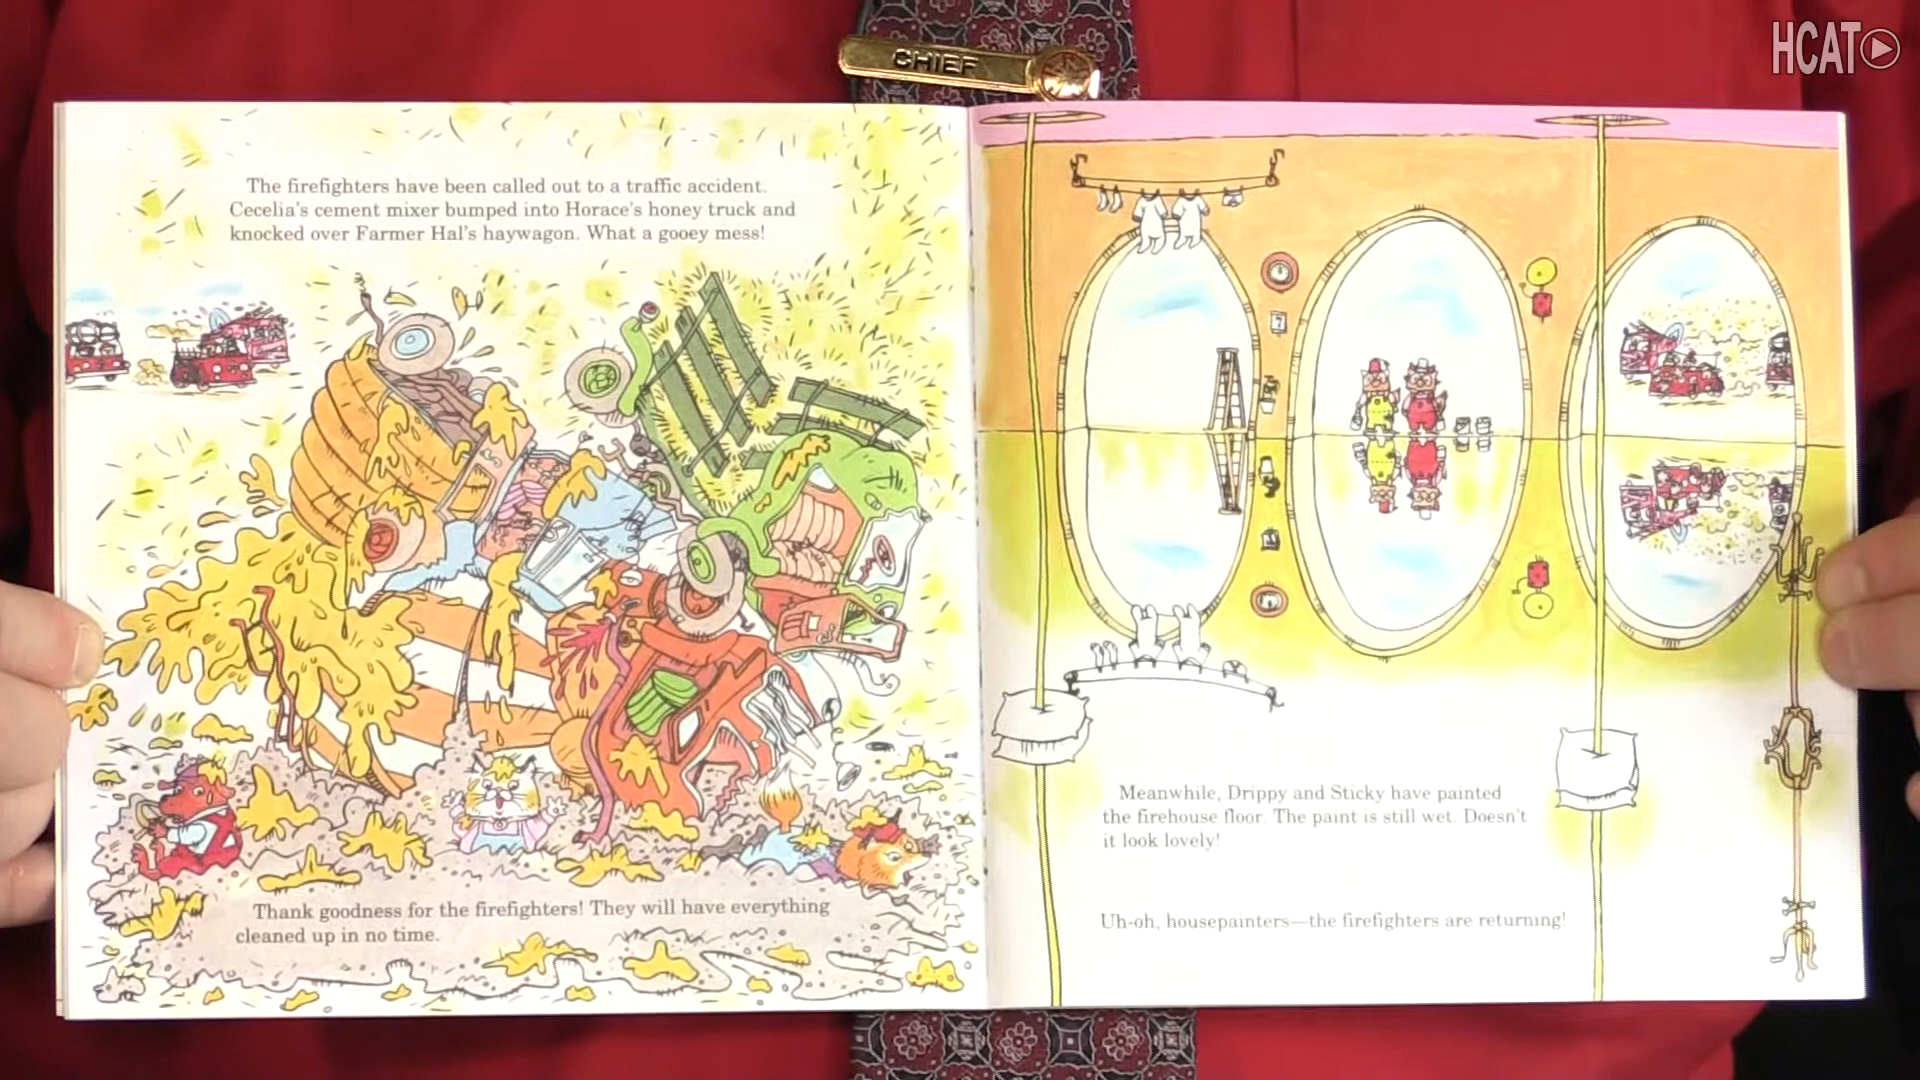 CHIEF
HCAT
The firefighters have been called out to a traffic accident.
Cecelia's cement mixer bumped into Horace's honey truck and
knocked over Farmer Hal's haywagon. What a gooey mess!
Thank goodness for the firefighters! They will have everything
cleaned up in no time.
Meanwhile, Drippy and Sticky have painted
the firehouse floor. The paint is still wet. Doesn't
it look lovely!
Uh-oh, housepainters—the firefighters are returning!